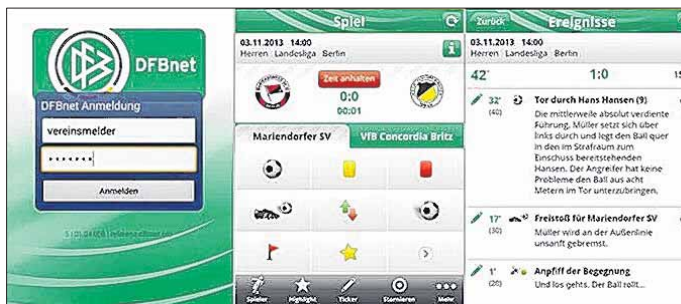 DFBnet
DFBnet Anmeldung
vereinsmelder
•••••••
Anmelden
Spiel
03.11.2013 14:00
Herren Landesliga Berlin
Zeit anhalten
0:0
00:01
Mariendorfer SV
VfB Concordia Britz
Spieler
Highlight
Ticker
Stornieren
Mehr
Zurück
Ereignisse
03.11.2013 14:00
Herren Landesliga Berlin
42'
1:0
32'
(40)
Tor durch Hans Hansen (9)
Die mittlerweile absolut verdiente
Führung. Müller setzt sich über
links durch und legt den Ball quer
in den im Strafraum zum
Einschuss bereitstehenden
Hansen. Der Angreifer hat keine
Probleme den Ball aus acht
Metern im Tor unterzubringen.
17'
(30)
Freistoß für Mariendorfer SV
Müller wird an der Außenlinie
unsanft gebremst.
1'
(26)
Anpfiff der Begegnung
Und los gehts. Der Ball rollt...